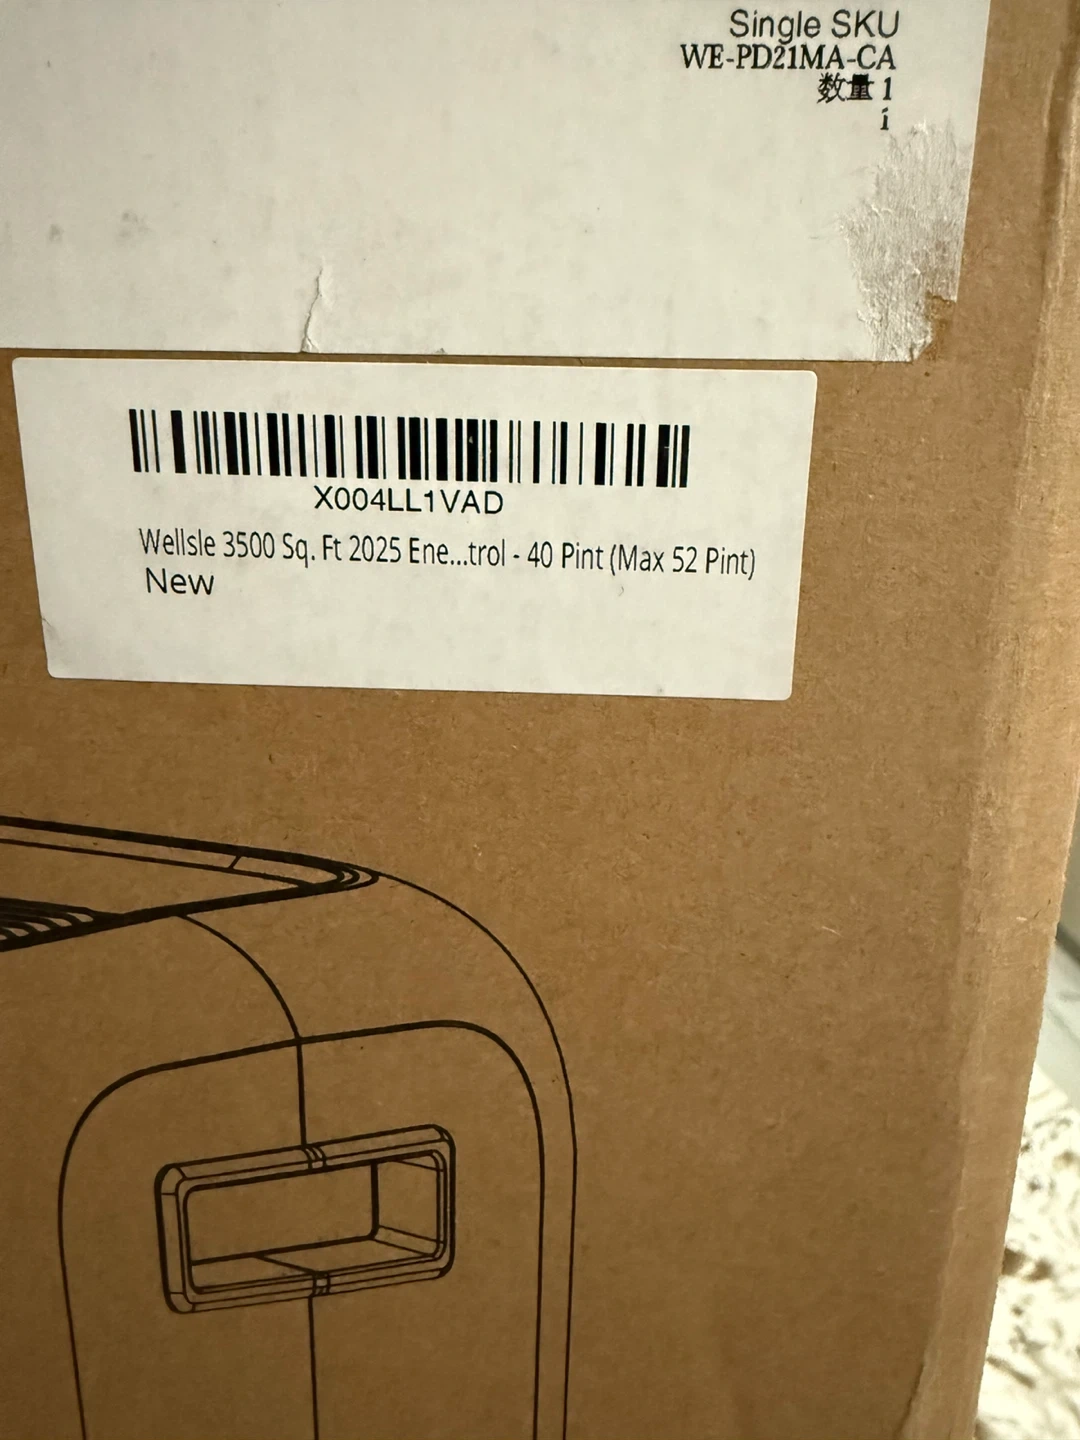 Single SKU
WE-PD21MA-CA
数量 1
i
X004LL1VAD
Wellsle 3500 Sq. Ft 2025 Ene...trol - 40 Pint (Max 52 Pint)
New